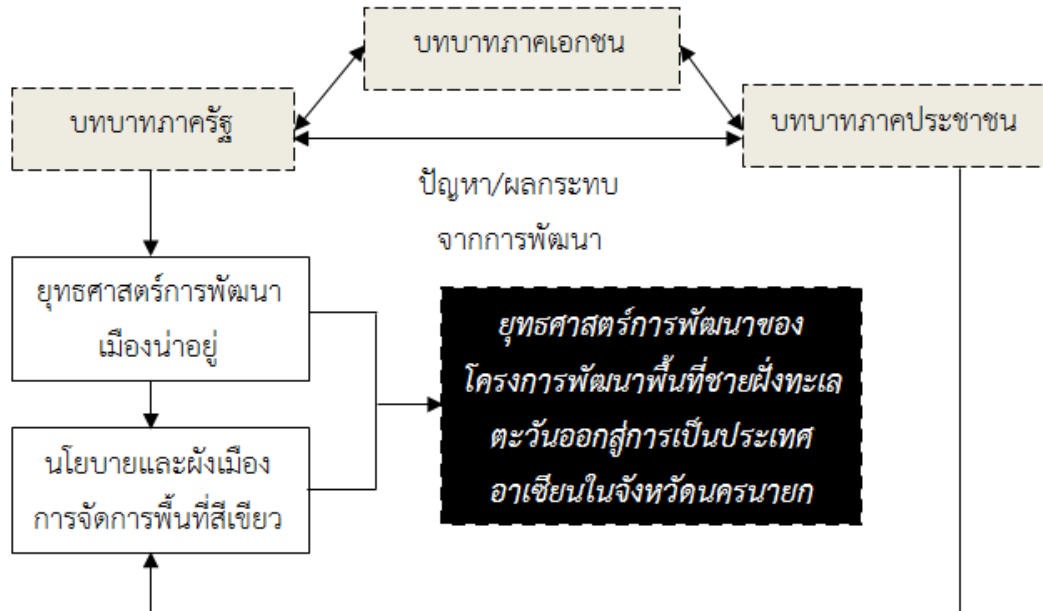 บทบาทภาคเอกชน
บทบาทภาครัฐ
บทบาทภาคประชาชน
ปัญหา/ผลกระทบ
จากการพัฒนา
ยุทธศาสตร์การพัฒนา
เมืองน่าอยู่
ยุทธศาสตร์การพัฒนาของ
โครงการพัฒนาพื้นที่ชายฝั่งทะเล
ตะวันออกสู่การเป็นประเทศ
อาเซียนในจังหวัดนครนายก
นโยบายและผังเมือง
การจัดการพื้นที่สีเขียว